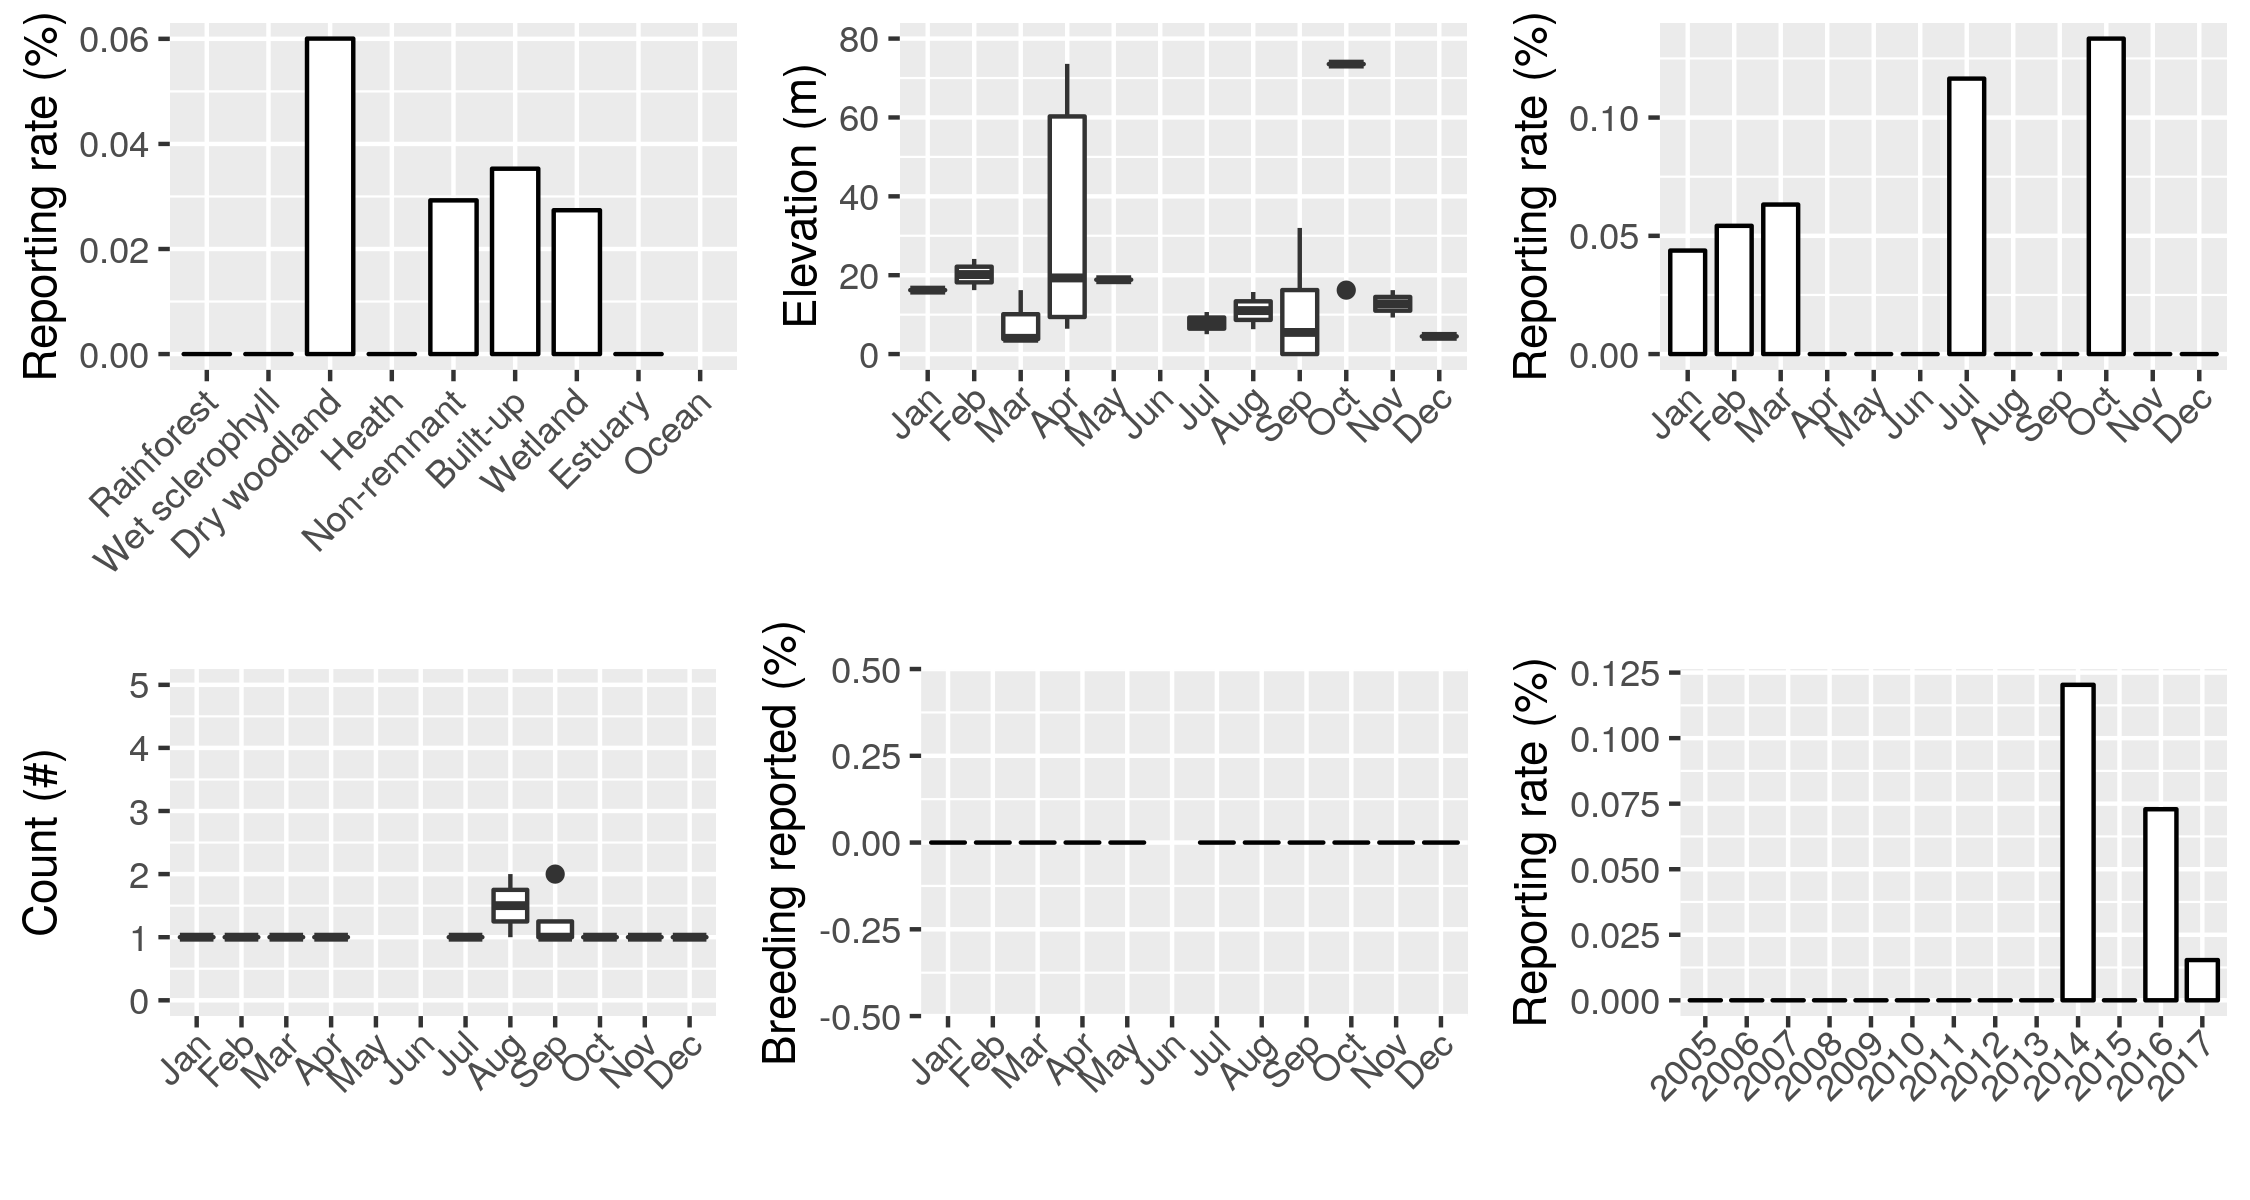 Reporting rate (%)
0.06
0.04
0.02
0.00
Rainforest
Wet sclerophyll
Dry woodland
Heath
Non-remnant
Built-up
Wetland
Estuary
Ocean
Elevation (m)
80
60
40
20
0
Jan
Feb
Mar
Apr
May
Jun
Jul
Aug
Sep
Oct
Nov
Dec
Reporting rate (%)
0.10
0.05
0.00
Jan
Feb
Mar
Apr
May
Jun
Jul
Aug
Sep
Oct
Nov
Dec
Count (#)
5
4
3
2
1
0
Jan
Feb
Mar
Apr
May
Jun
Jul
Aug
Sep
Oct
Nov
Dec
Breeding reported (%)
0.50
0.25
0.00
-0.25
-0.50
Jan
Feb
Mar
Apr
May
Jun
Jul
Aug
Sep
Oct
Nov
Dec
Reporting rate (%)
0.125
0.100
0.075
0.050
0.025
0.000
2005
2006
2007
2008
2009
2010
2011
2012
2013
2014
2015
2016
2017